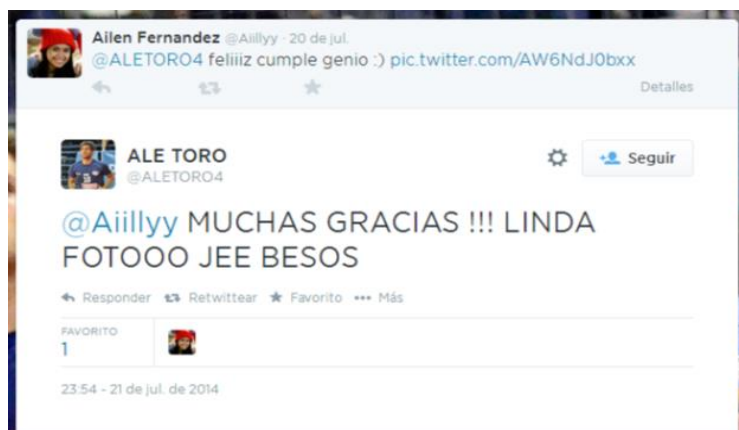 Ailen Fernandez @Aiillyy · 20 de jul.
@ALETORO4 feliiiz cumple genio :) pic.twitter.com/AW6NdJ0bxx
Detalles
ALE TORO
@ALETORO4
Seguir
@Aiillyy MUCHAS GRACIAS !!! LINDA
FOTOOO JEE BESOS
Responder Retwittear Favorito ••• Más
FAVORITO
1
23:54 - 21 de jul. de 2014